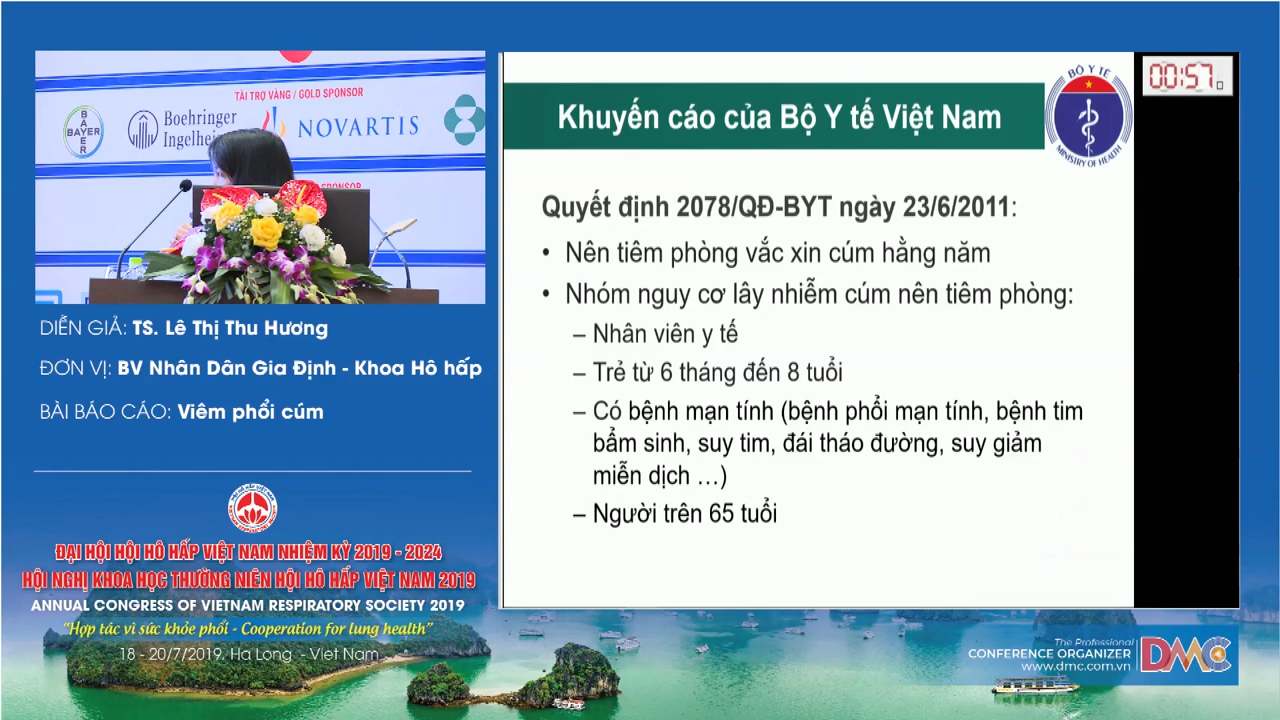 TÀI TRỢ VÀNG / GOLD SPONSOR
BAYER
BAYER
Boehringer
Ingelhei
NOVARTIS
SPONSOR
DIỄN GIẢ: TS. Lê Thị Thu Hương
ĐƠN VỊ: BV Nhân Dân Gia Định - Khoa Hô hấp
BÀI BÁO CÁO: Viêm phổi cúm
ĐẠI HỘI HỘI HÔ HẤP VIỆT NAM NHIỆM KỲ 2019 - 2024
HỘI NGHỊ KHOA HỌC THƯỜNG NIÊN HỘI HÔ HẤP VIỆT NAM 2019
ANNUAL CONGRESS OF VIETNAM RESPIRATORY SOCIETY 2019
“Hợp tác vì sức khỏe phổi - Cooperation for lung health”
18 - 20/7/2019. Ha Long - Viet Nam
Khuyến cáo của Bộ Y tế Việt Nam
BỘ Y TẾ
MINISTRY OF HEALTH
00:57
Quyết định 2078/QĐ-BYT ngày 23/6/2011:
• Nên tiêm phòng vắc xin cúm hằng năm
• Nhóm nguy cơ lây nhiễm cúm nên tiêm phòng:
– Nhân viên y tế
– Trẻ từ 6 tháng đến 8 tuổi
– Có bệnh mạn tính (bệnh phổi mạn tính, bệnh tim
bẩm sinh, suy tim, đái tháo đường, suy giảm
miễn dịch …)
– Người trên 65 tuổi
The Professional
CONFERENCE ORGANIZER
www.dmc.com.vn
DMC